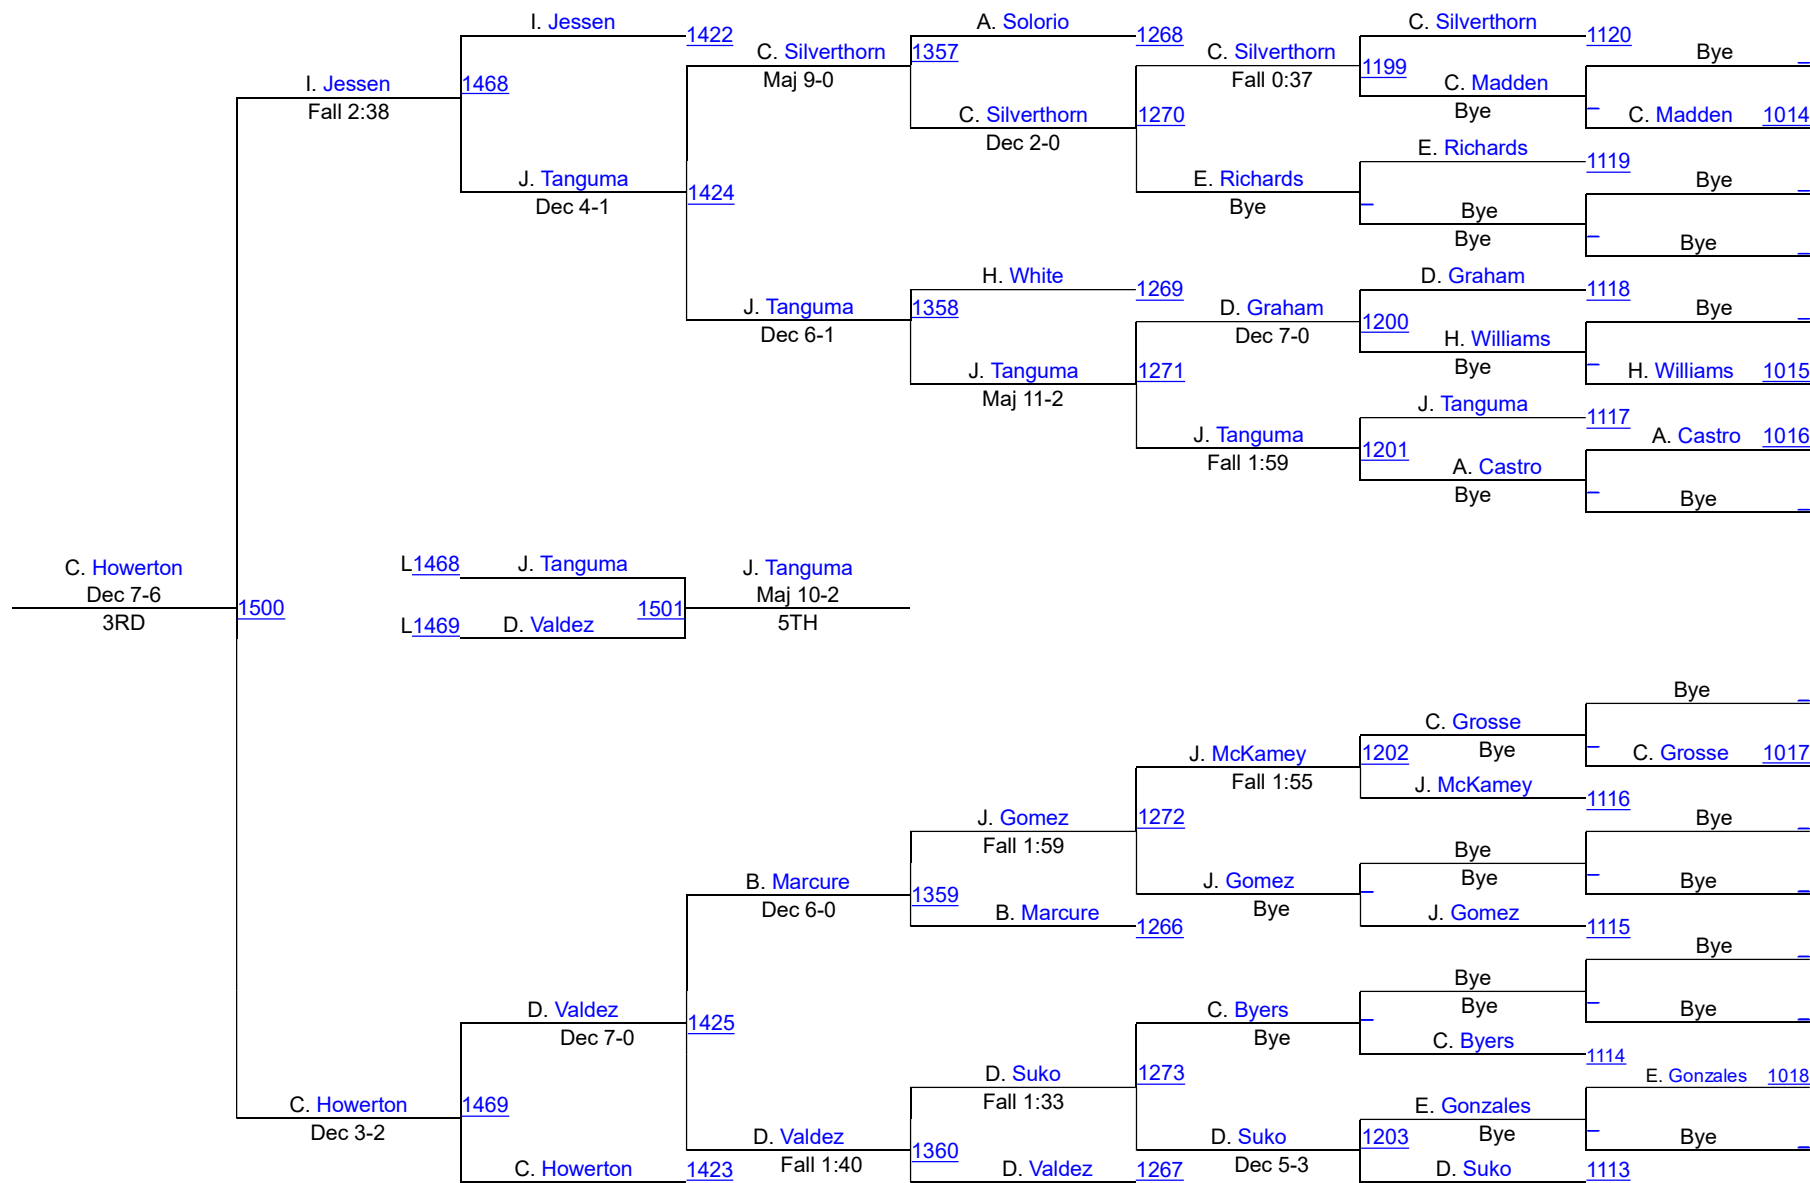 I. Jessen
A. Solorio
C. Silverthorn
1422
1268
1120
C. Silverthorn
1357
C. Silverthorn
Bye
Maj 9-0
Fall 0:37
1199
I. Jessen
1468
C. Madden
Fall 2:38
Bye
C. Silverthorn
1270
C. Madden 1014
Dec 2-0
E. Richards
1119
J. Tanguma
E. Richards
Bye
Dec 4-1
1424
Bye
Bye
Bye
Bye
H. White
D. Graham
1269
1118
J. Tanguma
1358
D. Graham
Bye
Dec 6-1
Dec 7-0
1200
H. Williams
Bye
J. Tanguma
1271
H. Williams 1015
Maj 11-2
J. Tanguma
1117
J. Tanguma
A. Castro 1016
Fall 1:59
1201
A. Castro
Bye
Bye
C. Howerton
L1468
J. Tanguma
J. Tanguma
Dec 7-6
Maj 10-2
3RD
1500
1501
5TH
L1469
D. Valdez
Bye
C. Grosse
J. McKamey
1202
Bye
C. Grosse 1017
Fall 1:55
J. McKamey
1116
J. Gomez
1272
Bye
Fall 1:59
Bye
B. Marcure
J. Gomez
Bye
Bye
Dec 6-0
1359
Bye
B. Marcure
J. Gomez
1266
1115
Bye
Bye
D. Valdez
C. Byers
Bye
Bye
Dec 7-0
1425
Bye
C. Byers
1114
D. Suko
1273
E. Gonzales 1018
Fall 1:33
C. Howerton
1469
E. Gonzales
Dec 3-2
D. Valdez
D. Suko
1203
Bye
Bye
Fall 1:40
1360
Dec 5-3
C. Howerton
1423
D. Valdez
1267
D. Suko
1113